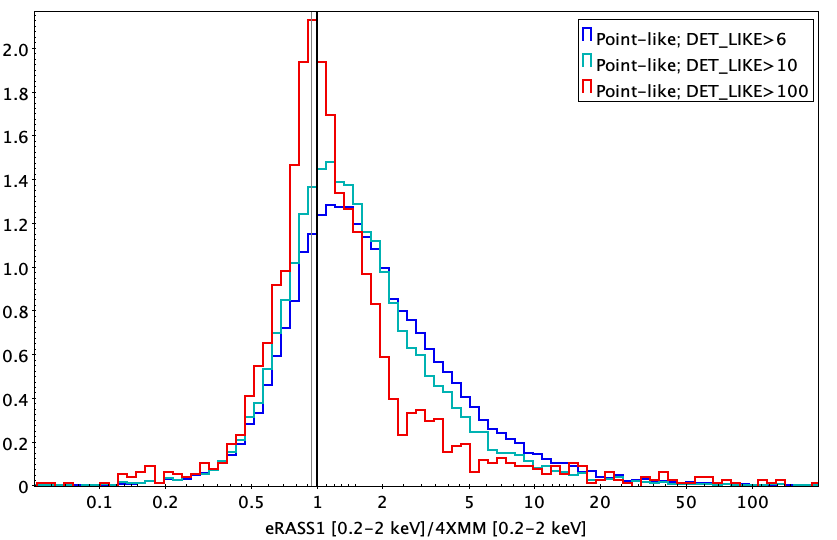 Point-like; DET_LIKE>6
Point-like; DET_LIKE>10
Point-like; DET_LIKE>100
2.0
1.8
1.6
1.4
1.2
1.0
0.8
0.6
0.4
0.2
0
0.1 0.2 0.5 1 2 5 10 20 50 100
eRASS1 [0.2-2 keV]/4XMM [0.2-2 keV]